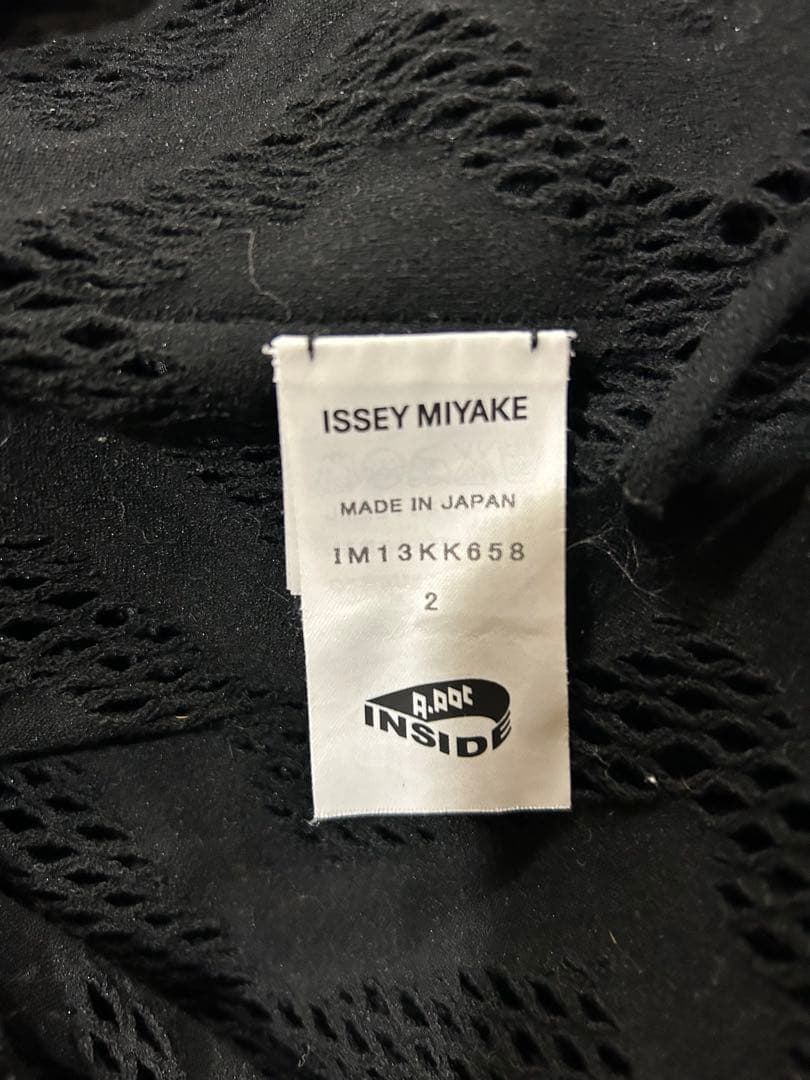 ISSEY MIYAKE
MADE IN JAPAN
IM13KK658
2
A.POC
INSIDE